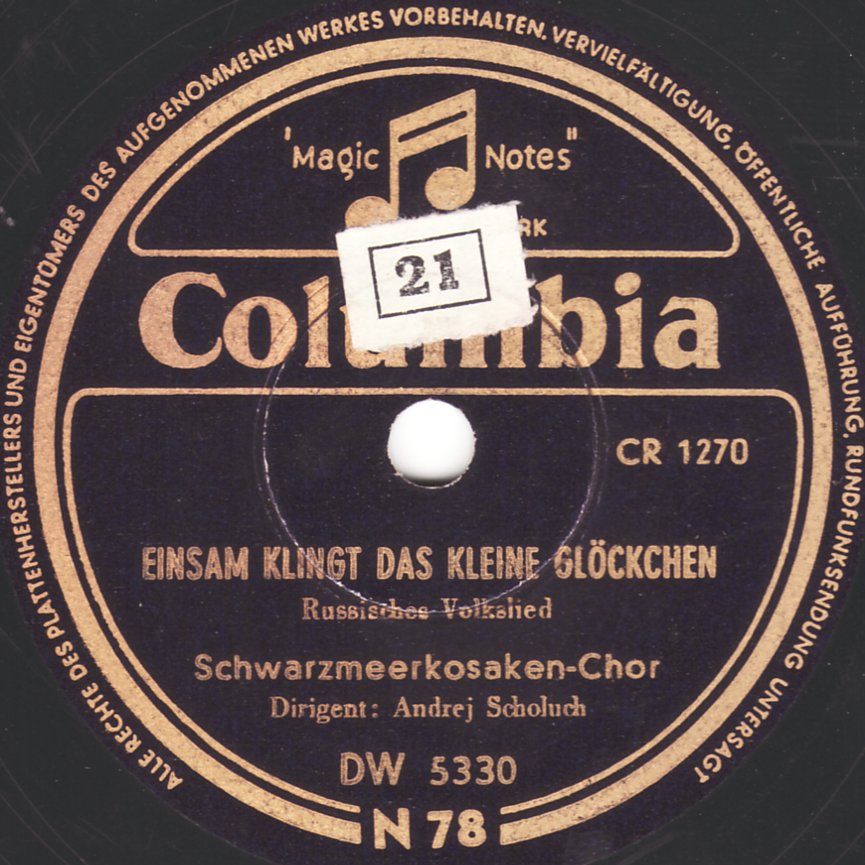 ALLE RECHTE DES PLATTENHERSTELLERS UND EIGENTÜMERS DES AUFGENOMMENEN WERKES VORBEHALTEN. VERVIELFÄLTIGUNG, ÖFFENTLICHE AUFFÜHRUNG, RUNDFUNKSENDUNG UNTERSAGT
'Magic Notes"
21
Columbia
CR 1270
EINSAM KLINGT DAS KLEINE GLÖCKCHEN
Russisches Volkslied
Schwarzmeerkosaken-Chor
Dirigent: Andrej Scholuch
DW 5330
N 78